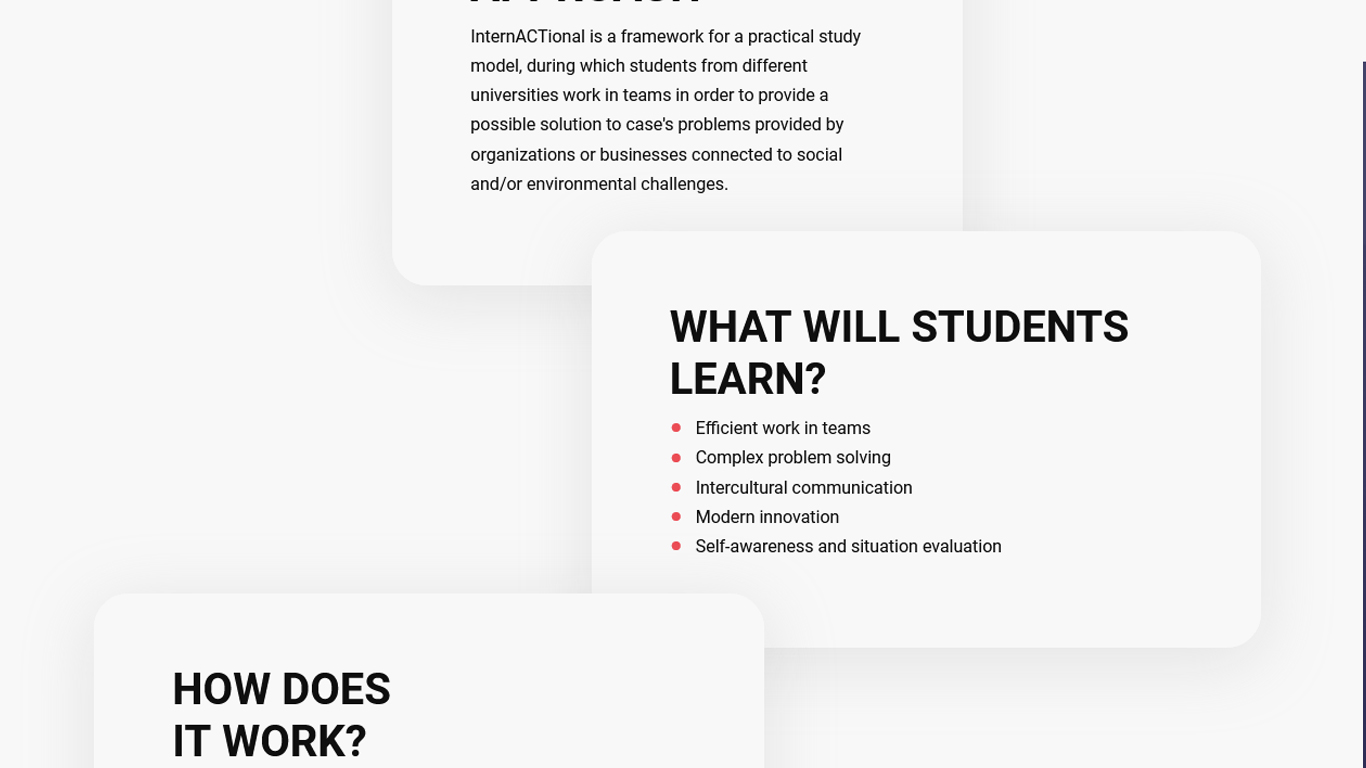 InternACTional is a framework for a practical study
model, during which students from different
universities work in teams in order to provide a
possible solution to case's problems provided by
organizations or businesses connected to social
and/or environmental challenges.
WHAT WILL STUDENTS
LEARN?
Efficient work in teams
Complex problem solving
Intercultural communication
Modern innovation
Self-awareness and situation evaluation
HOW DOES
IT WORK?